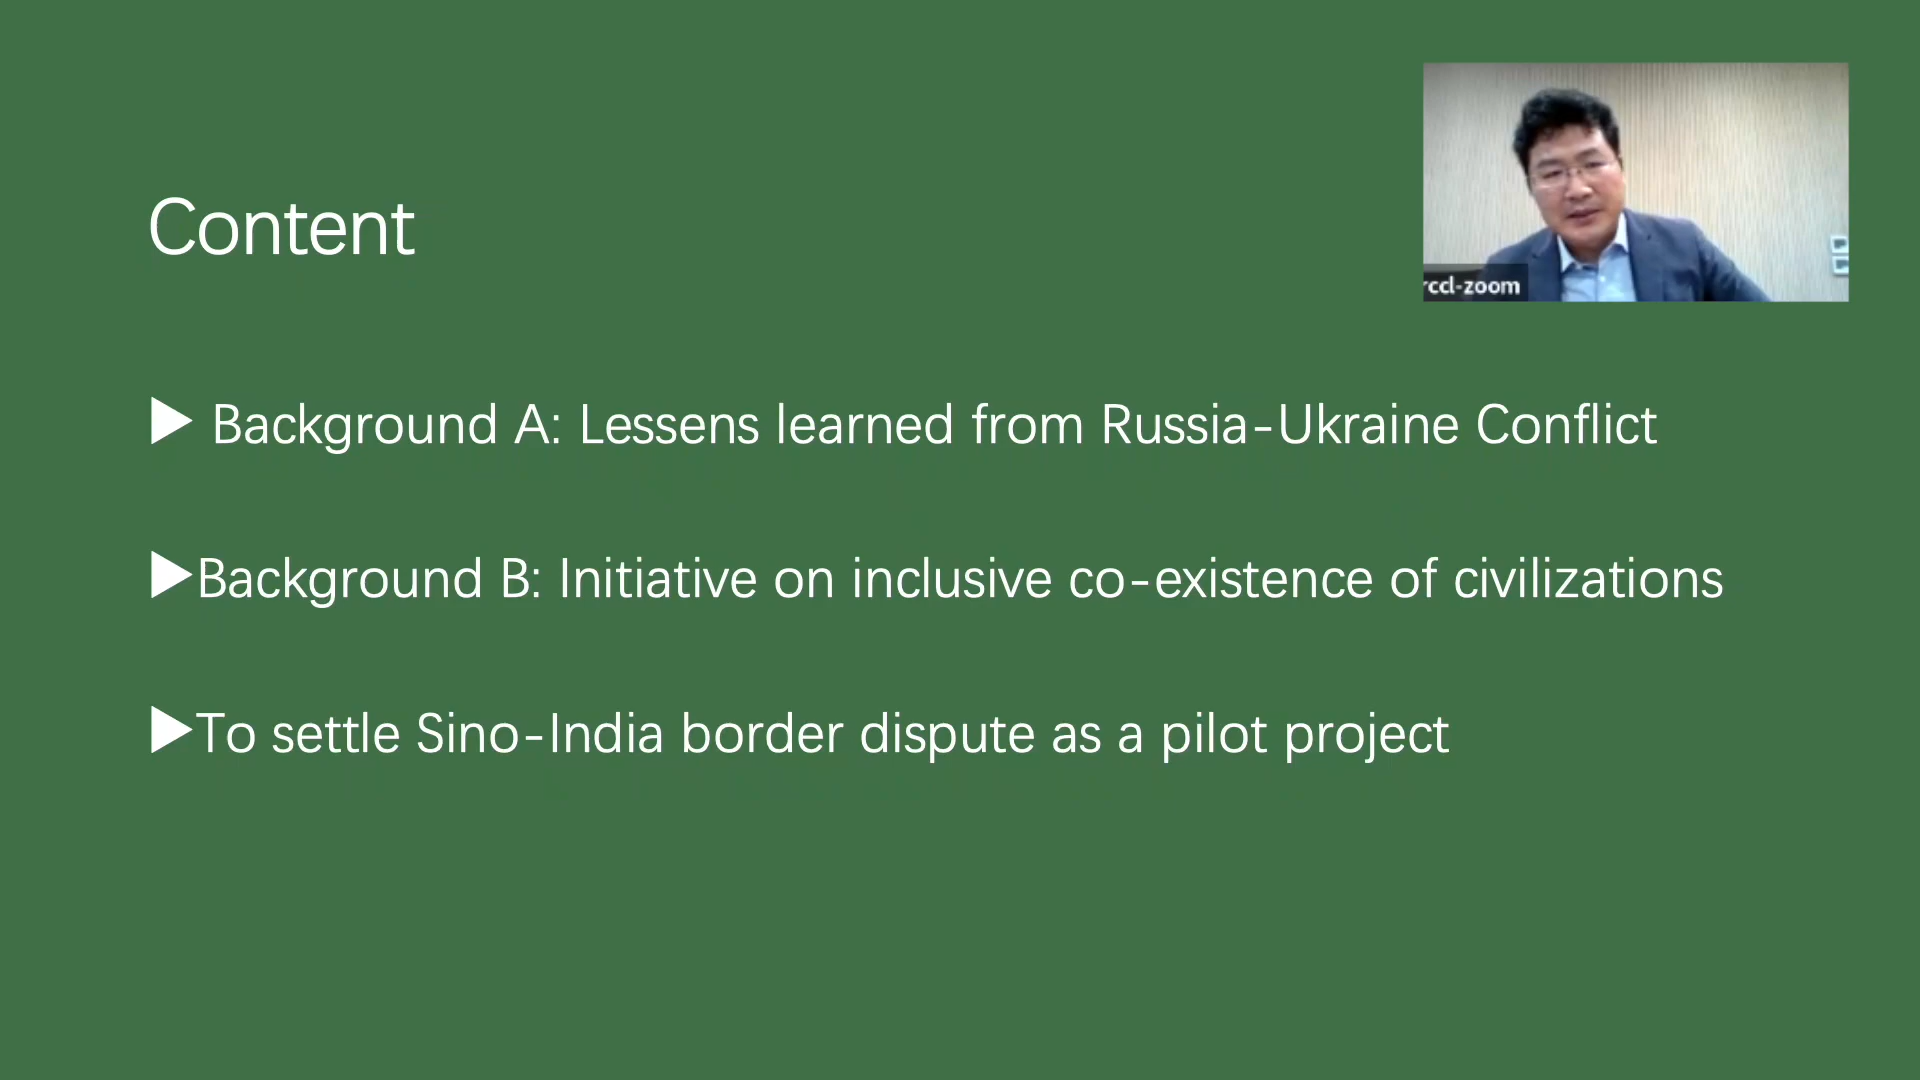 Content
rccl-zoom
▶ Background A: Lessens learned from Russia-Ukraine Conflict
▶Background B: Initiative on inclusive co-existence of civilizations
▶To settle Sino-India border dispute as a pilot project